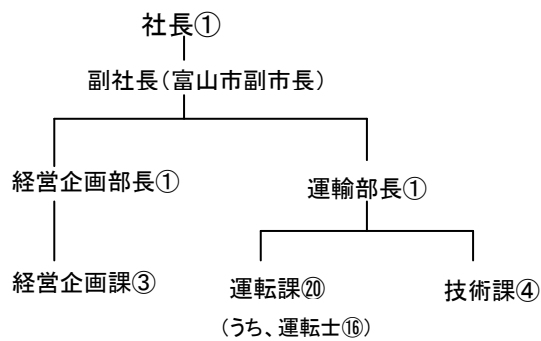 社長①
副社長（富山市副市長）
経営企画部長①
運輸部長①
経営企画課③
運転課⑳
技術課④
（うち、運転士⑯）